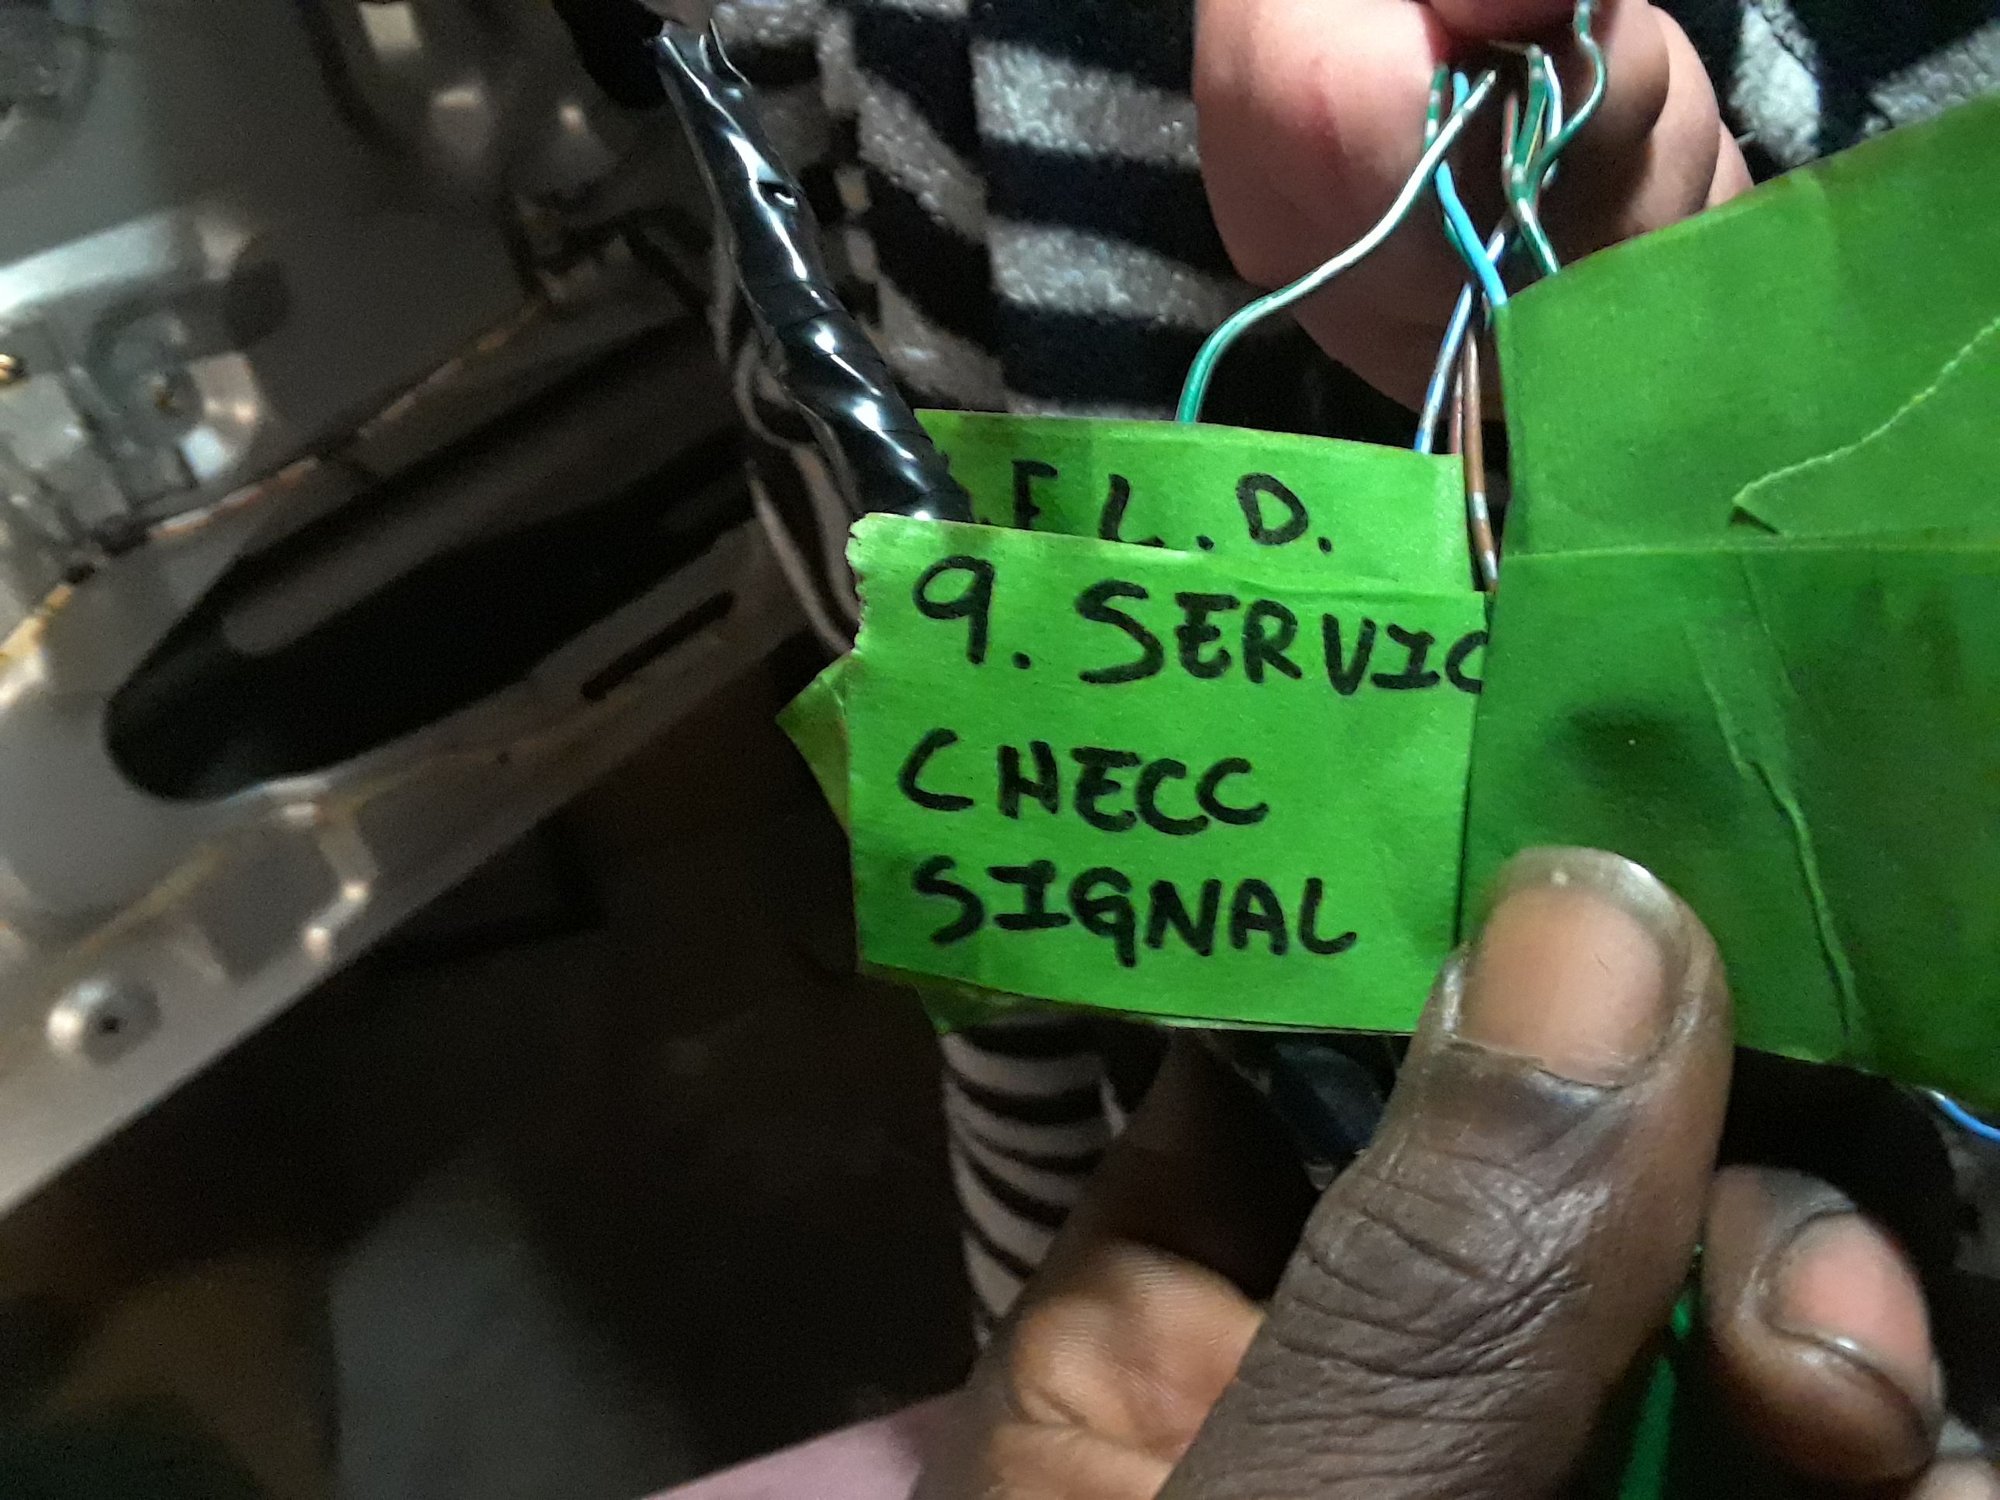 F L.D.
9. SERVIC
CHECC
SIGNAL